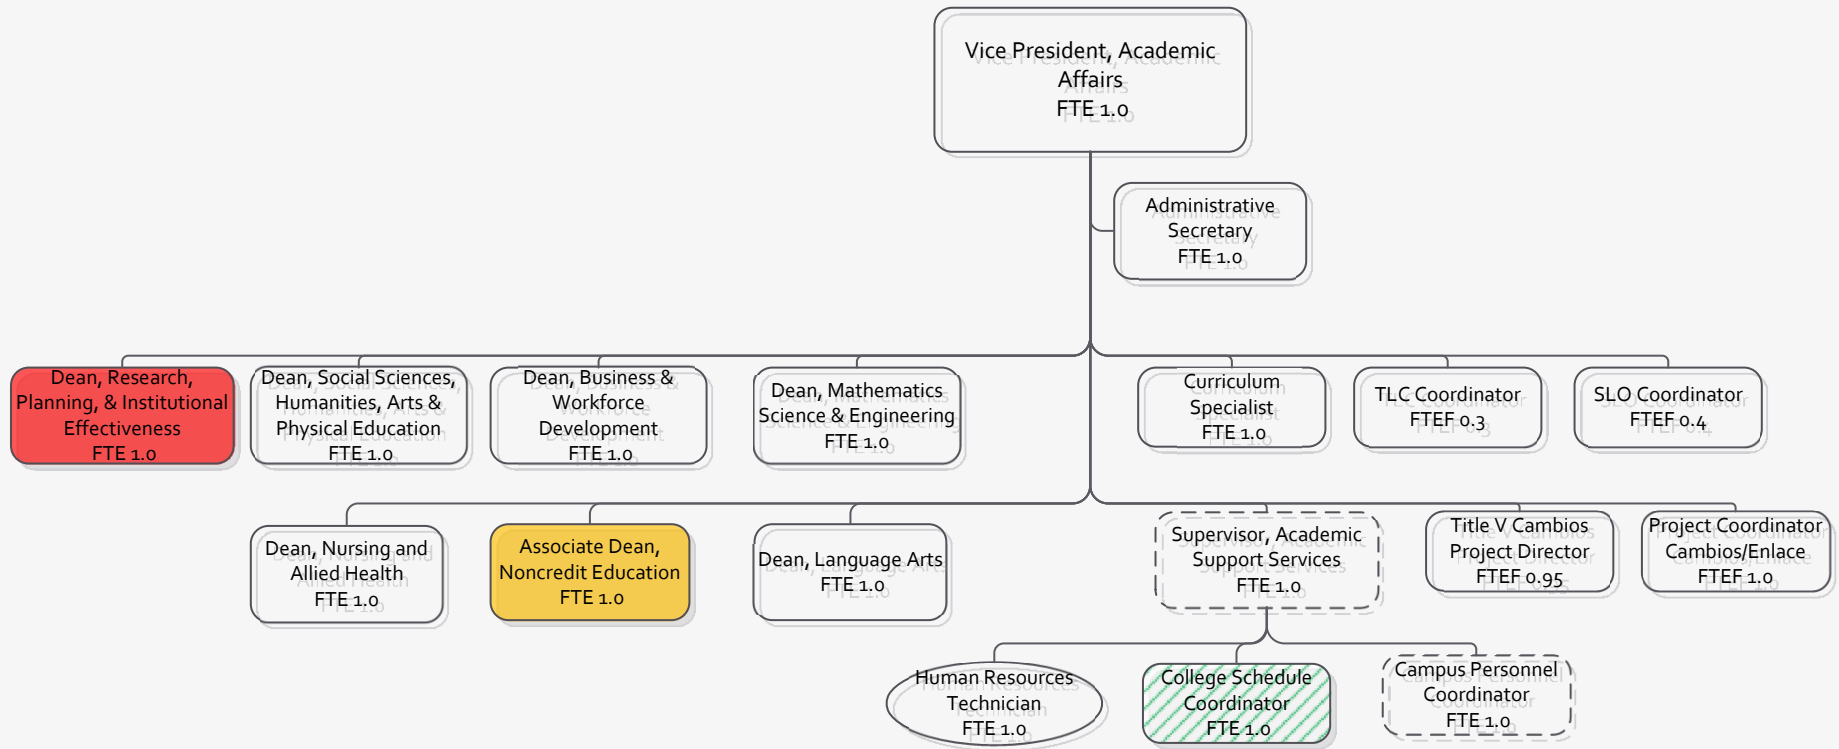 Vice President, Academic
Affairs
FTE 1.0
Administrative
Secretary
FTE 1.0
Dean, Research,
Planning, & Institutional
Effectiveness
FTE 1.0
Dean, Social Sciences,
Humanities, Arts &
Physical Education
FTE 1.0
Dean, Business &
Workforce
Development
FTE 1.0
Dean, Mathematics
Science & Engineering
FTE 1.0
Curriculum
Specialist
FTE 1.0
TLC Coordinator
FTEF 0.3
SLO Coordinator
FTEF 0.4
Dean, Nursing and
Allied Health
FTE 1.0
Associate Dean,
Noncredit Education
FTE 1.0
Dean, Language Arts
FTE 1.0
Supervisor, Academic
Support Services
FTE 1.0
Title V Cambios
Project Director
FTEF 0.95
Project Coordinator
Cambios/Enlace
FTEF 1.0
Human Resources
Technician
FTE 1.0
College Schedule
Coordinator
FTE 1.0
Campus Personnel
Coordinator
FTE 1.0